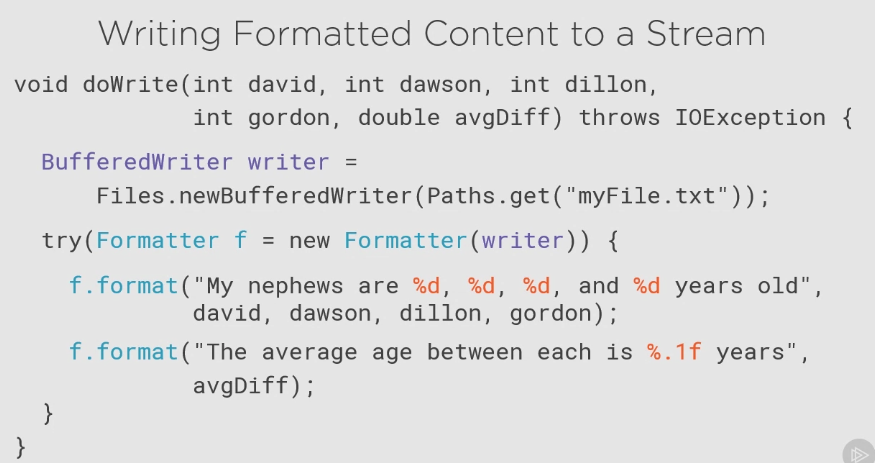 Writing Formatted Content to a Stream
void doWrite(int david, int dawson, int dillon,
int gordon, double avgDiff) throws IOException {
BufferedWriter writer =
Files.newBufferedWriter(Paths.get("myFile.txt"));
try(Formatter f = new Formatter(writer)) {
f.format("My nephews are %d, %d, %d, and %d years old",
david, dawson, dillon, gordon);
f.format("The average age between each is %.1f years",
avgDiff);
}
}